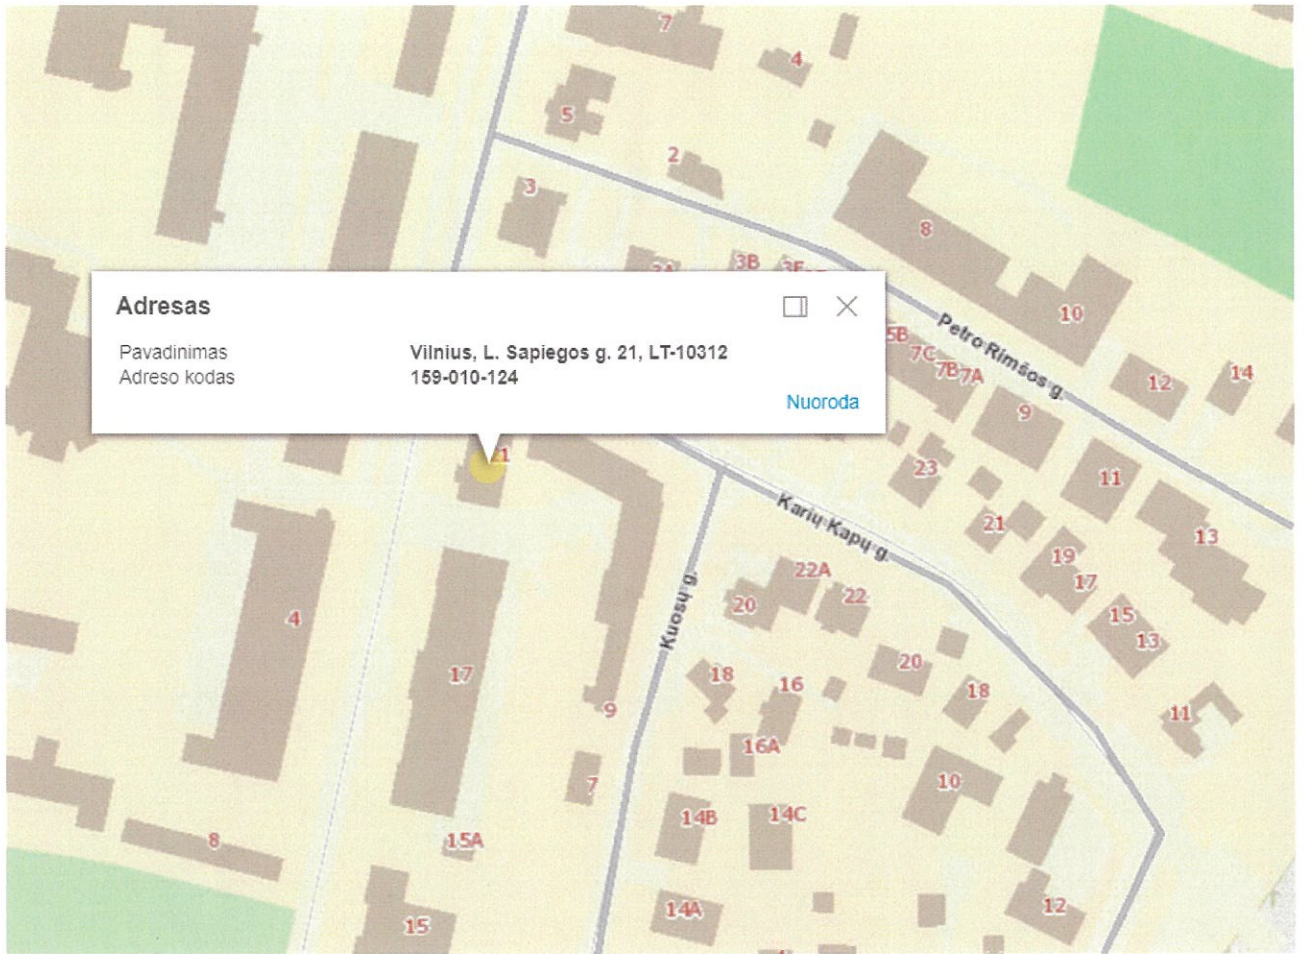 7
4
5
2
3
8
3B
10
Adresas
Pavadinimas Vilnius, L. Sapiegos g. 21, LT-10312
Adreso kodas 159-010-124
Nuoroda
Petro Rimšos g.
5B
7C
7B
7A
12
14
9
11
13
23
21
19
17
15
13
11
Karių Kapų g.
Kuosų g.
22A
22
20
20
18
18
16
16A
10
4
17
9
7
14B
14C
8
15A
15
14A
12